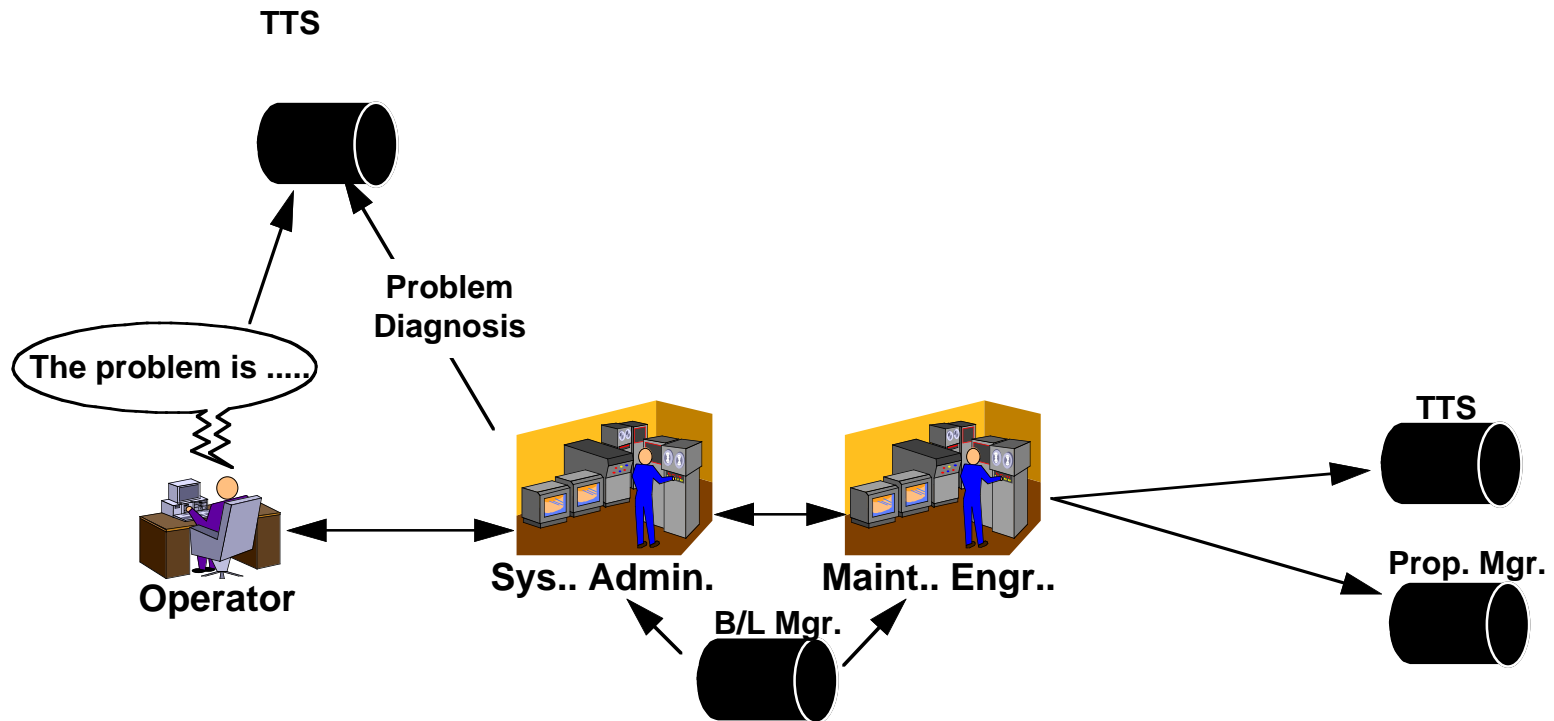 TTS
Problem
Diagnosis
The problem is .....
TTS
Operator
Sys.. Admin.
Maint.. Engr..
Prop. Mgr.
B/L Mgr.